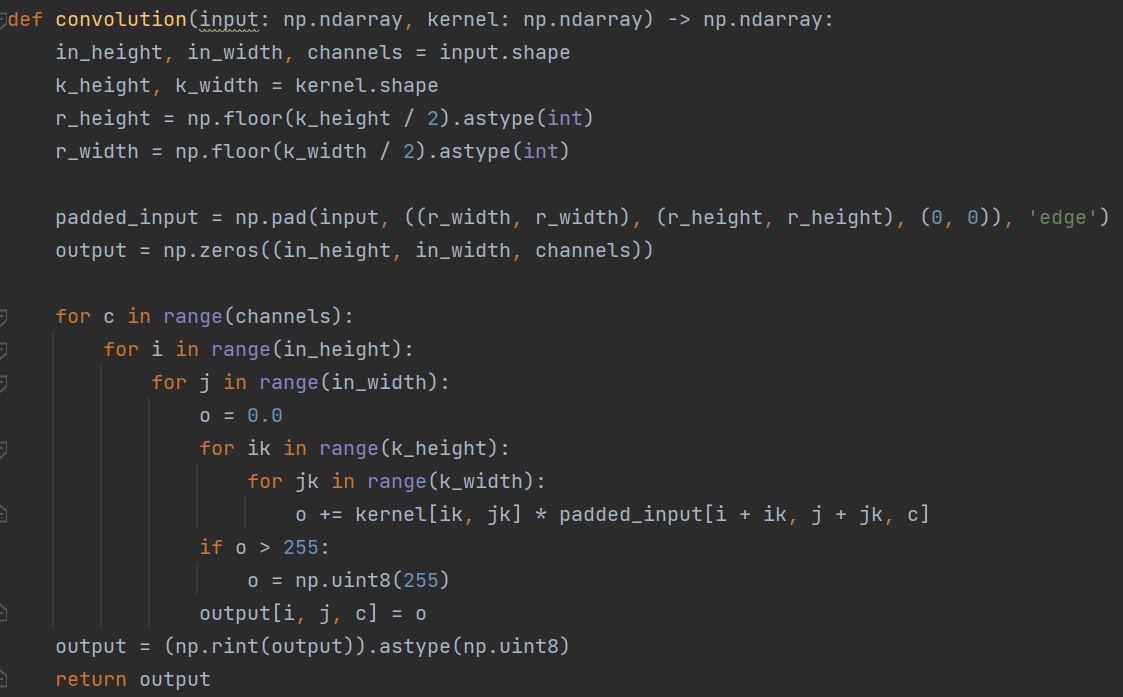 def convolution(input: np.ndarray, kernel: np.ndarray) -> np.ndarray:
    in_height, in_width, channels = input.shape
    k_height, k_width = kernel.shape
    r_height = np.floor(k_height / 2).astype(int)
    r_width = np.floor(k_width / 2).astype(int)

    padded_input = np.pad(input, ((r_width, r_width), (r_height, r_height), (0, 0)), 'edge')
    output = np.zeros((in_height, in_width, channels))

    for c in range(channels):
        for i in range(in_height):
            for j in range(in_width):
                o = 0.0
                for ik in range(k_height):
                    for jk in range(k_width):
                        o += kernel[ik, jk] * padded_input[i + ik, j + jk, c]
                if o > 255:
                    o = np.uint8(255)
                output[i, j, c] = o
    output = (np.rint(output)).astype(np.uint8)
    return output